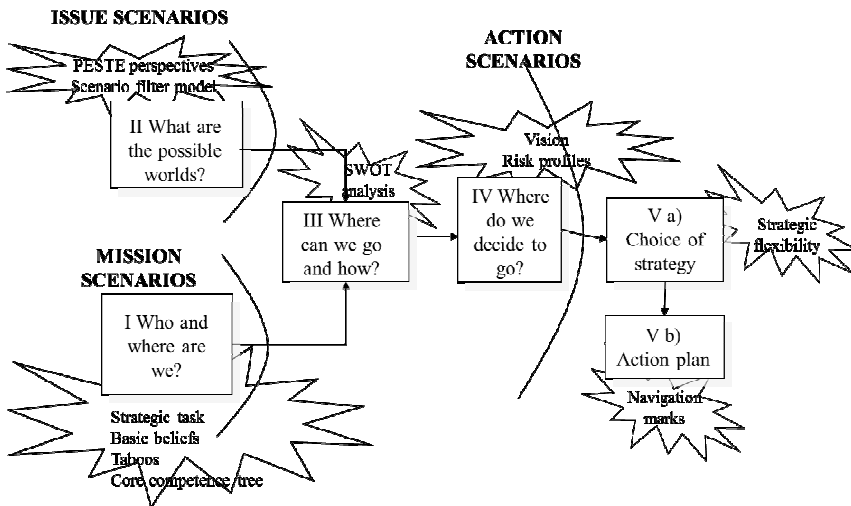 ISSUE SCENARIOS
PESTE perspectives
Scenario filter model
II What are
the possible
worlds?
MISSION
SCENARIOS
I Who and
where are
we?
Strategic task
Basic beliefs
Taboos
Core competence tree
SWOT
analysis
III Where
can we go
and how?
ACTION
SCENARIOS
Vision
Risk profiles
IV Where
do we
decide to
go?
V a)
Choice of
strategy
Strategic
flexibility
V b)
Action plan
Navigation
marks